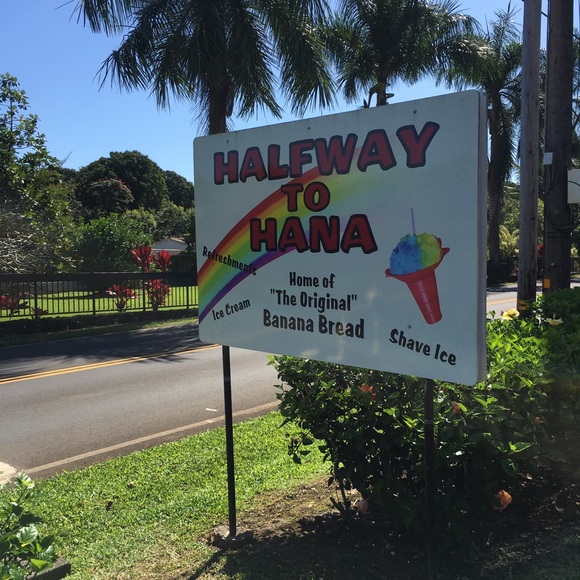 HALFWAY
TO
HANA
Refreshments
Ice Cream
Home of
"The Original"
Banana Bread
Shave Ice